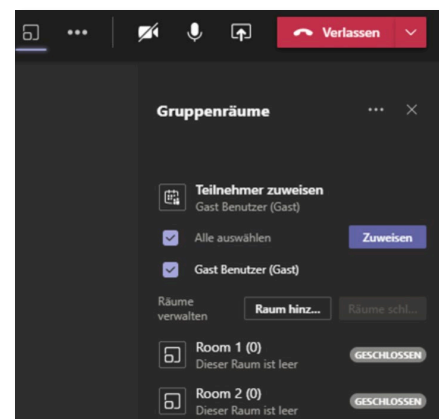 Verlassen
Gruppenräume
Teilnehmer zuweisen
Gast Benutzer (Gast)
Alle auswählen
Zuweisen
Gast Benutzer (Gast)
Räume
verwalten
Raum hinz...
Räume schl...
Room 1 (0)
Dieser Raum ist leer
GESCHLOSSEN
Room 2 (0)
Dieser Raum ist leer
GESCHLOSSEN